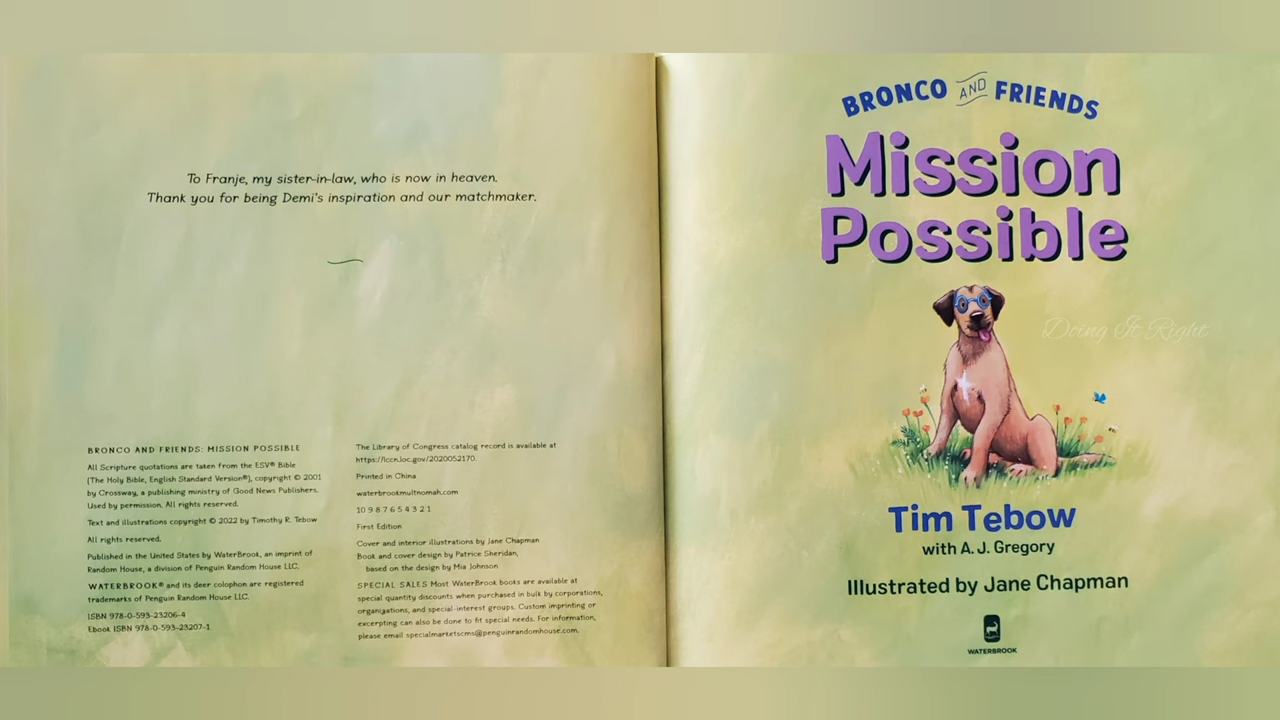 To Franje, my sister-in-law, who is now in heaven.
Thank you for being Demi's inspiration and our matchmaker.
BRONCO AND FRIENDS: MISSION POSSIBLE
All Scripture quotations are taken from the ESV® Bible
(The Holy Bible, English Standard Version®), copyright © 2001
by Crossway, a publishing ministry of Good News Publishers.
Used by permission. All rights reserved.
Text and illustrations copyright © 2022 by Timothy R. Tebow
All rights reserved.
Published in the United States by WaterBrook, an imprint of
Random House, a division of Penguin Random House LLC.
WATERBROOK® and its deer colophon are registered
trademarks of Penguin Random House LLC.
ISBN 978-0-593-23206-4
Ebook ISBN 978-0-593-23207-1
The Library of Congress catalog record is available at
https://lccn.loc.gov/2020052170.
Printed in China
waterbrookmultnomah.com
10 9 8 7 6 5 4 3 2 1
First Edition
Cover and interior illustrations by Jane Chapman
Book and cover design by Patrice Sheridan,
based on the design by Mia Johnson
SPECIAL SALES Most WaterBrook books are available at
special quantity discounts when purchased in bulk by corporations,
organizations, and special-interest groups. Custom imprinting or
excerpting can also be done to fit special needs. For information,
please email specialmarketscms@penguinrandomhouse.com.
BRONCO AND FRIENDS
Mission
Possible
Doing It Right
Tim Tebow
with A. J. Gregory
Illustrated by Jane Chapman
WATERBROOK